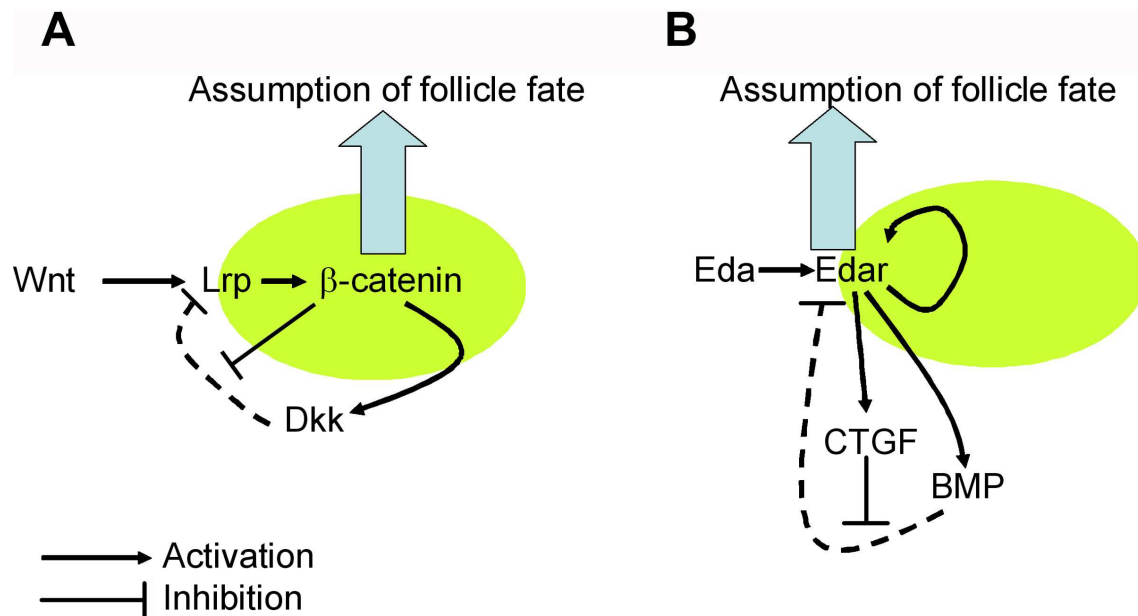 A
B
Assumption of follicle fate
Assumption of follicle fate
Wnt
Lrp
β-catenin
Eda
Edar
Dkk
CTGF
BMP
Activation
Inhibition